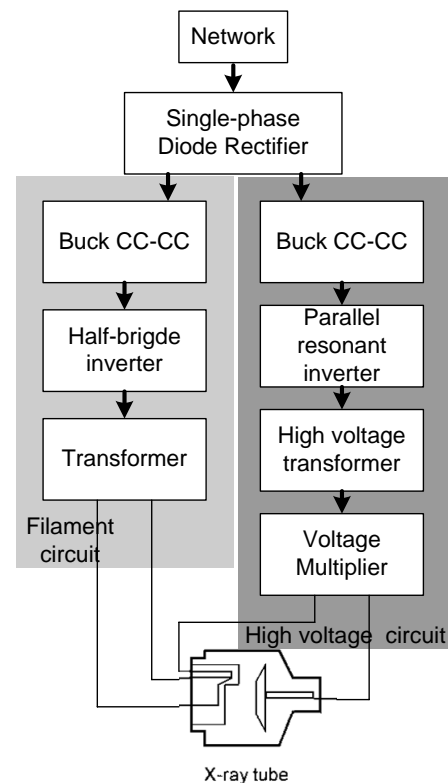 Network
Single-phase
Diode Rectifier
Buck CC-CC
Half-brigde
inverter
Transformer
Filament
circuit
Buck CC-CC
Parallel
resonant
inverter
High voltage
transformer
Voltage
Multiplier
High voltage circuit
X-ray tube